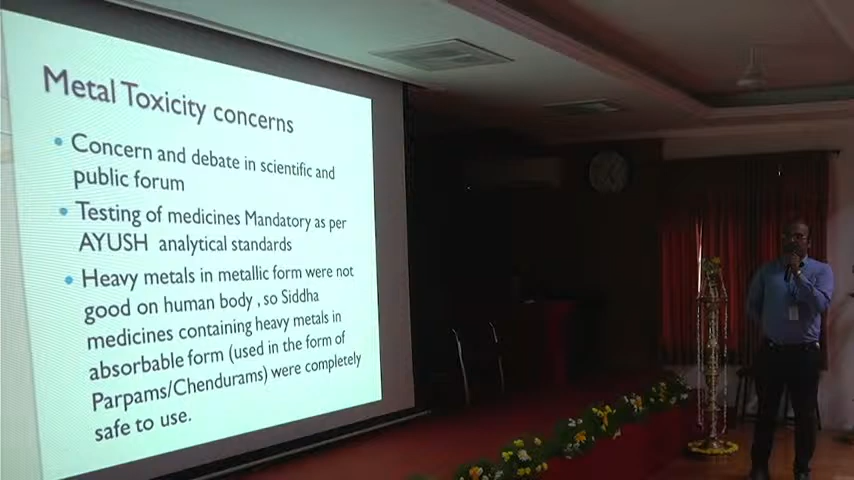 Metal Toxicity concerns
Concern and debate in scientific and
public forum
Testing of medicines Mandatory as per
AYUSH analytical standards
Heavy metals in metallic form were not
good on human body , so Siddha
medicines containing heavy metals in
absorbable form (used in the form of
Parpams/Chendurams) were completely
safe to use.